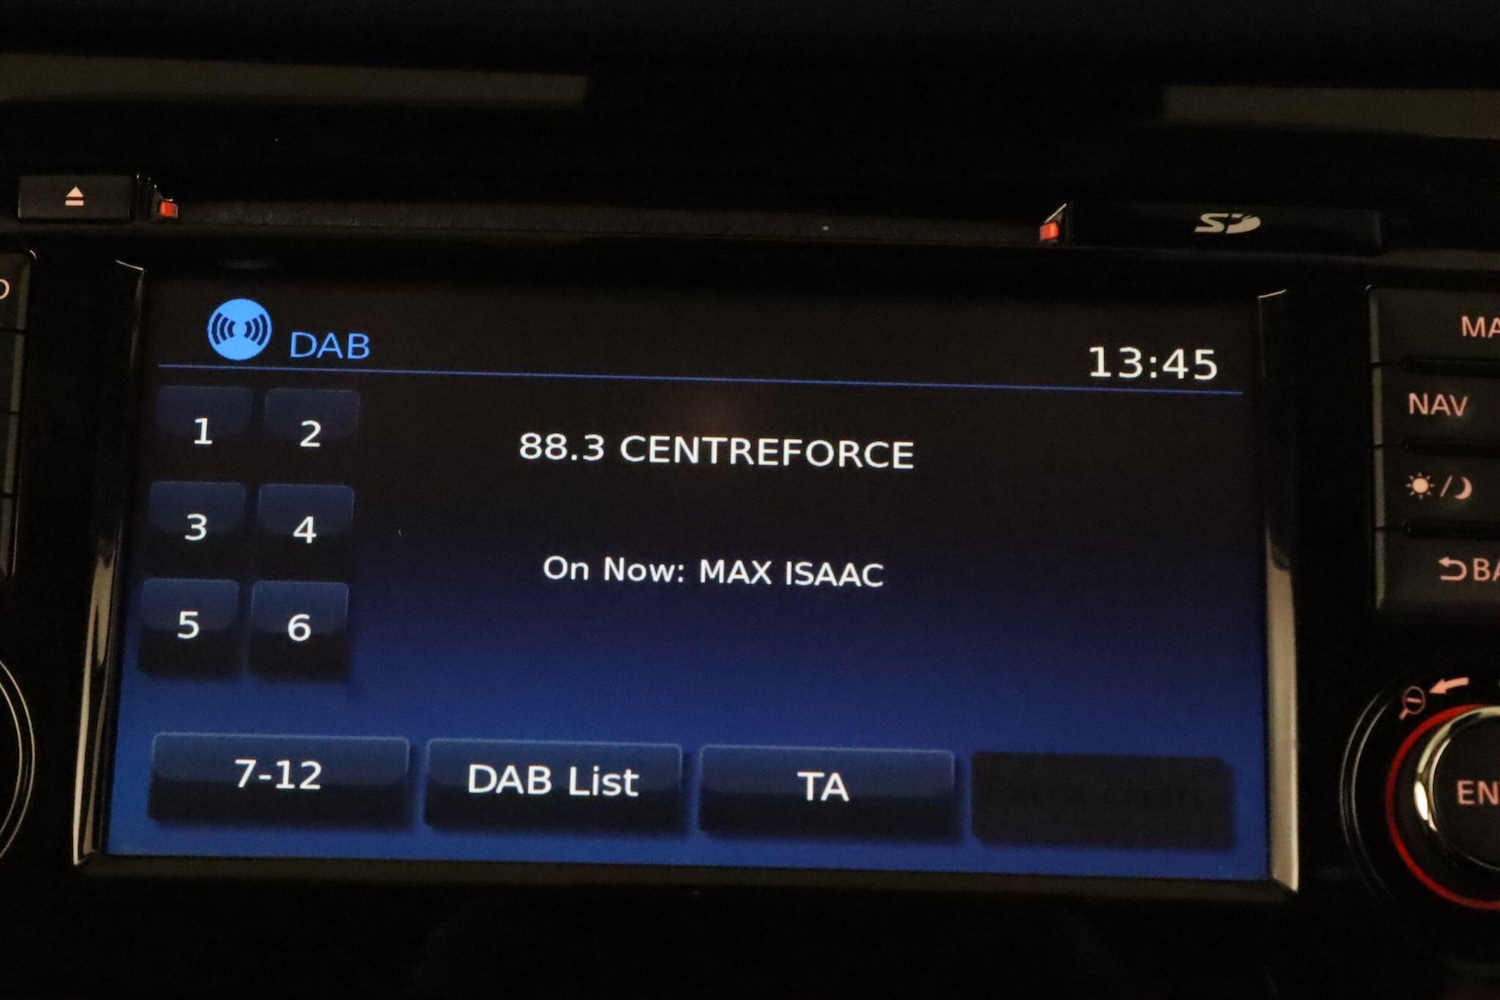 SD
DAB
13:45
1 2
88.3 CENTREFORCE
3 4
On Now: MAX ISAAC
5 6
7-12
DAB List
TA
NAV